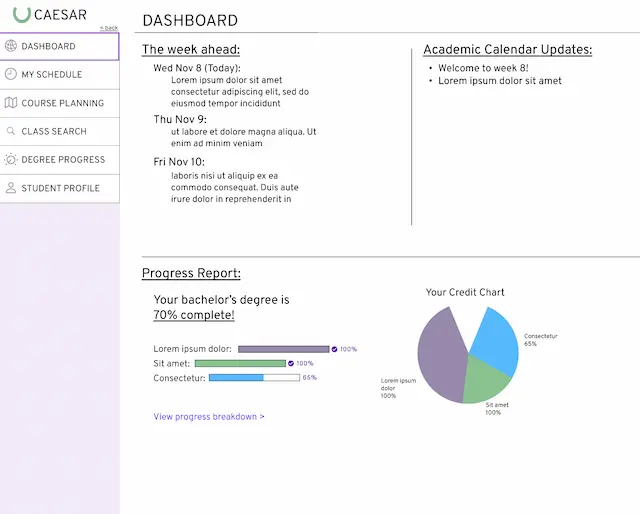 CAESAR
< back
DASHBOARD
MY SCHEDULE
COURSE PLANNING
CLASS SEARCH
DEGREE PROGRESS
STUDENT PROFILE
DASHBOARD
The week ahead:
Wed Nov 8 (Today):
Lorem ipsum dolor sit amet
consectetur adipiscing elit, sed do
eiusmod tempor incididunt
Thu Nov 9:
ut labore et dolore magna aliqua. Ut
enim ad minim veniam
Fri Nov 10:
laboris nisi ut aliquip ex ea
commodo consequat. Duis aute
irure dolor in reprehenderit in
Academic Calendar Updates:
• Welcome to week 8!
• Lorem ipsum dolor sit amet
Progress Report:
Your bachelor's degree is
70% complete!
Lorem ipsum dolor: 100%
Sit amet: 100%
Consectetur: 65%
View progress breakdown >
Your Credit Chart
Consectetur
65%
Lorem ipsum
dolor
100%
Sit amet
100%